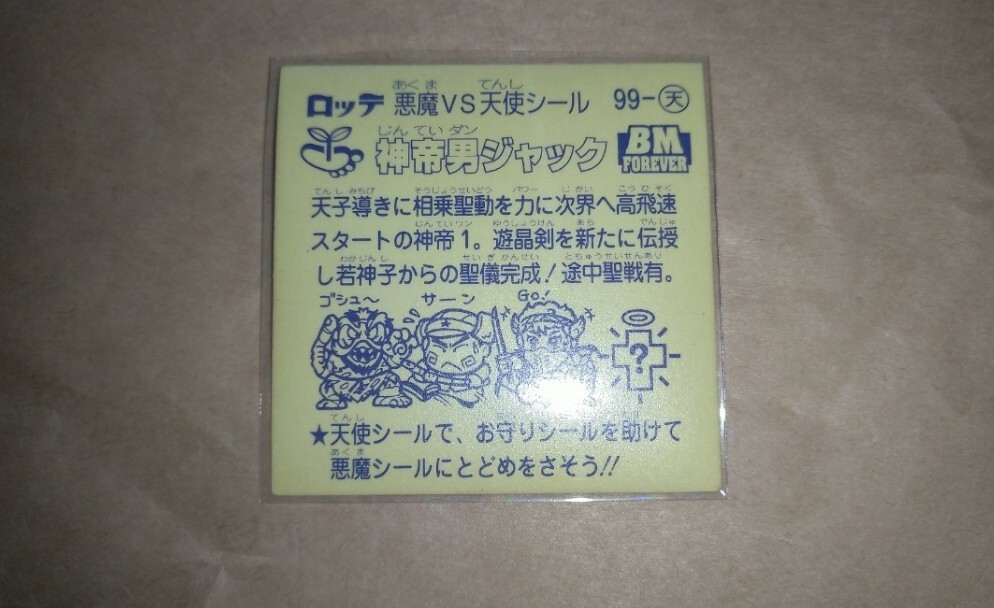 ロッテ 悪魔VS天使シール 99-天
神帝男ジャック BM FOREVER
天子導きに相乗聖動を力に次界へ高飛速
スタートの神帝1。遊晶剣を新たに伝授
し若神子からの聖儀完成!途中聖戦有。
ゴシュ〜 サーン Go!
?
★天使シールで、お守りシールを助けて
悪魔シールにとどめをさそう!!